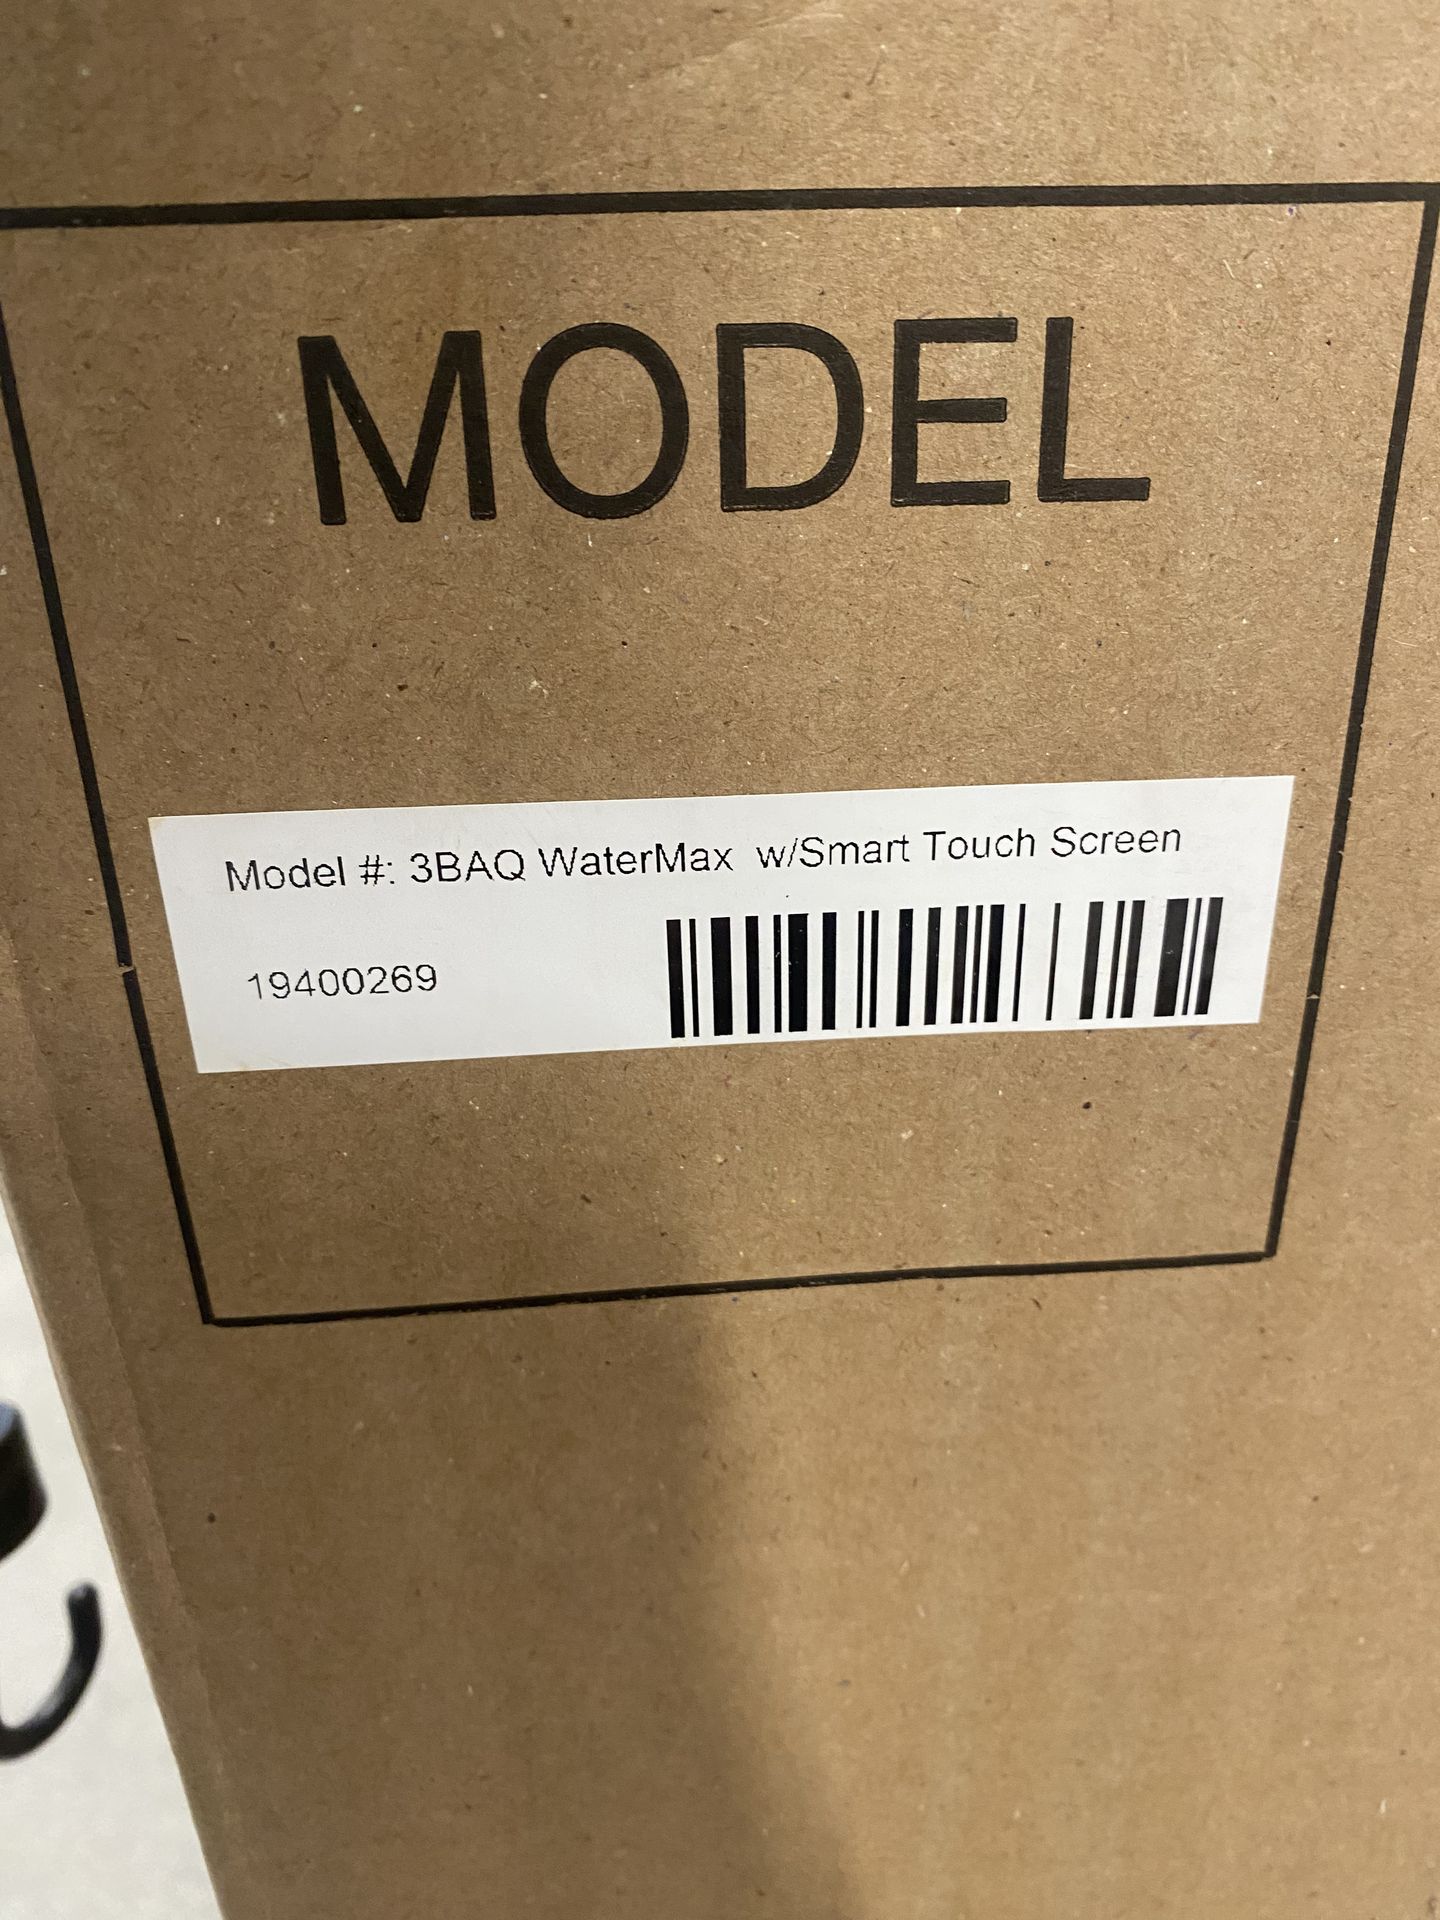 MODEL
Model #: 3BAQ WaterMax w/Smart Touch Screen
19400269